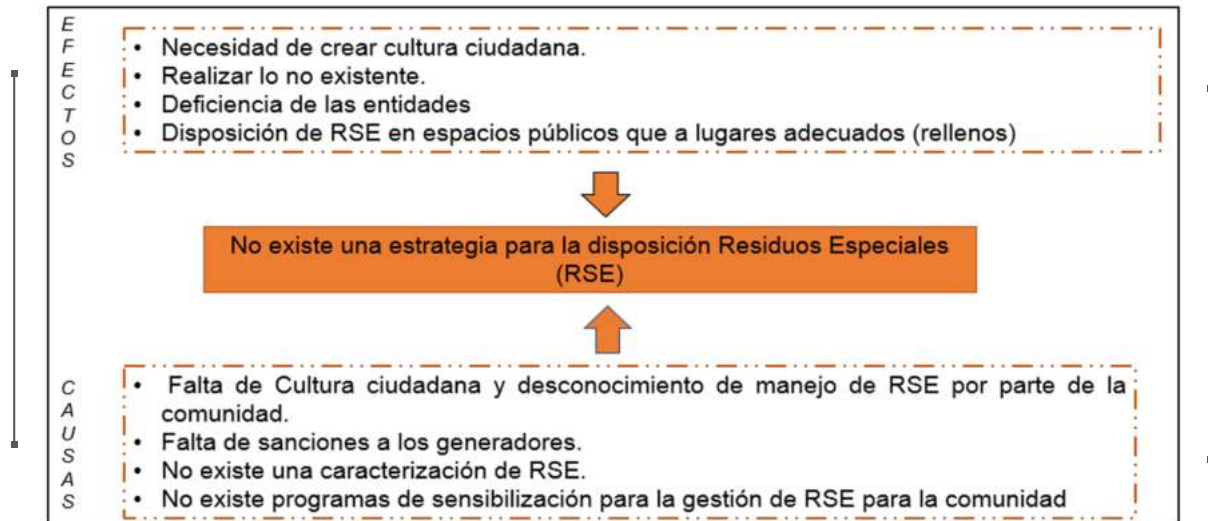 EFECTOS
• Necesidad de crear cultura ciudadana.
• Realizar lo no existente.
• Deficiencia de las entidades
• Disposición de RSE en espacios públicos que a lugares adecuados (rellenos)
No existe una estrategia para la disposición Residuos Especiales
(RSE)
CAUSAS
• Falta de Cultura ciudadana y desconocimiento de manejo de RSE por parte de la
comunidad.
• Falta de sanciones a los generadores.
• No existe una caracterización de RSE.
• No existe programas de sensibilización para la gestión de RSE para la comunidad